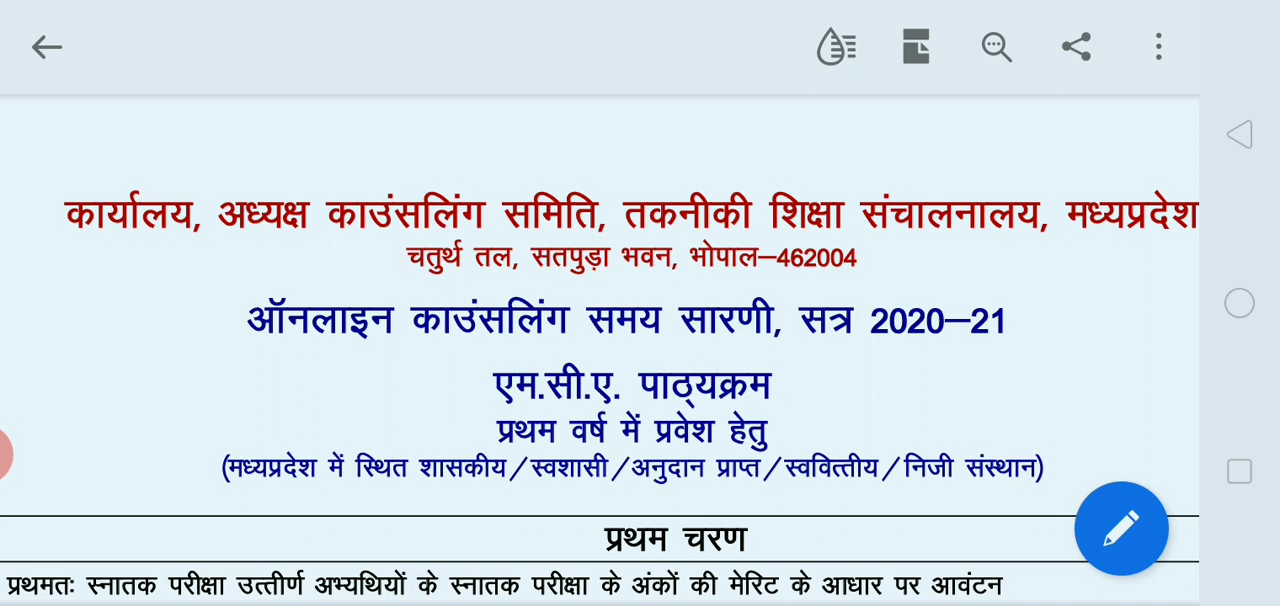 कार्यालय, अध्यक्ष काउंसलिंग समिति, तकनीकी शिक्षा संचालनालय, मध्यप्रदेश
चतुर्थ तल, सतपुड़ा भवन, भोपाल–462004
ऑनलाइन काउंसलिंग समय सारणी, सत्र 2020–21
एम.सी.ए. पाठ्यक्रम
प्रथम वर्ष में प्रवेश हेतु
(मध्यप्रदेश में स्थित शासकीय/स्वशासी/अनुदान प्राप्त/स्ववित्तीय/निजी संस्थान)
प्रथम चरण
प्रथमतः स्नातक परीक्षा उत्तीर्ण अभ्यथियों के स्नातक परीक्षा के अंकों की मेरिट के आधार पर आवंटन